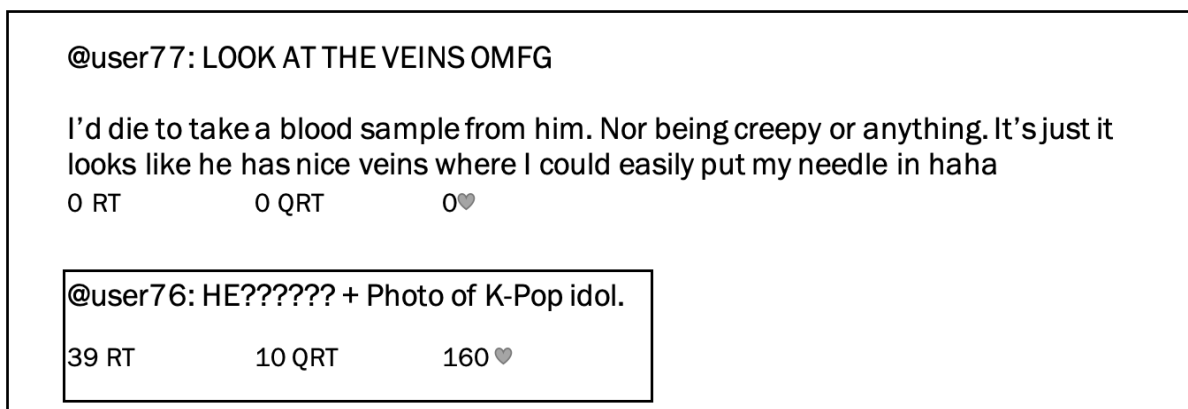 @user77: LOOK AT THE VEINS OMFG
I’d die to take a blood sample from him. Nor being creepy or anything. It’s just it
looks like he has nice veins where I could easily put my needle in haha
0 RT 0 QRT 0🖤
@user76: HE?????? + Photo of K-Pop idol.
39 RT 10 QRT 160🖤